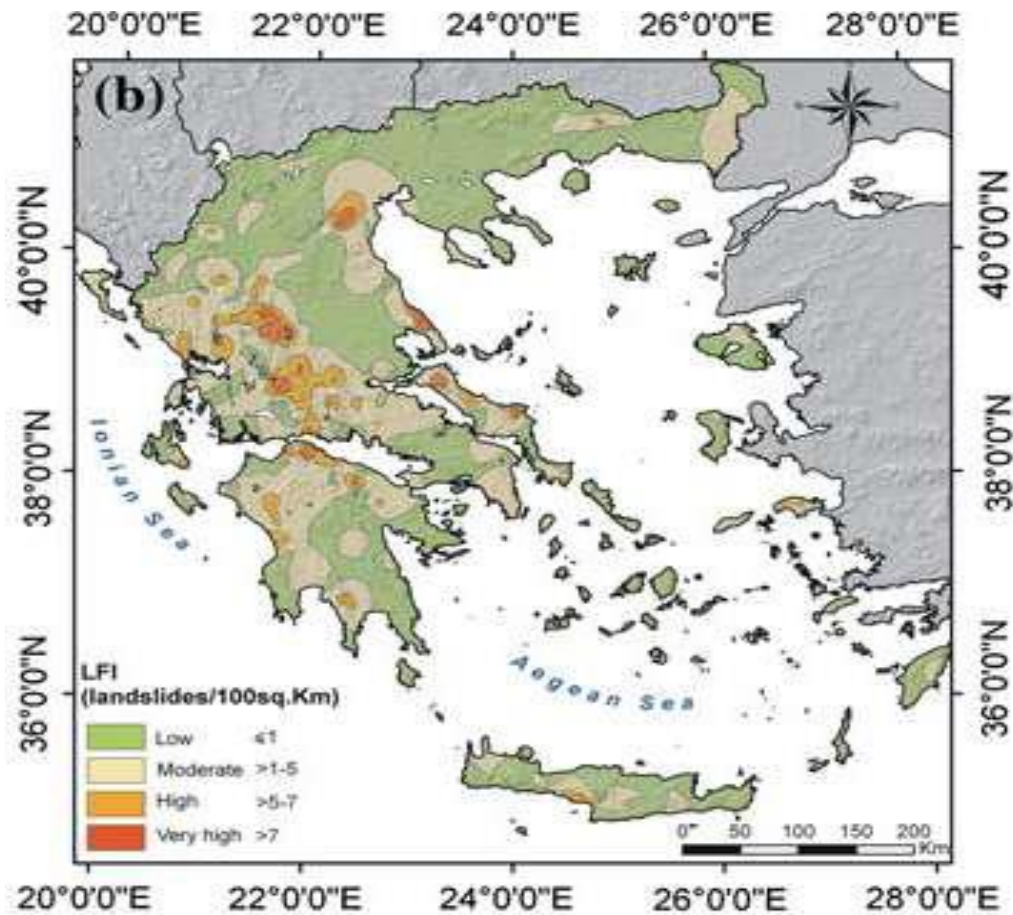 20°0'0"E 22°0'0"E 24°0'0"E 26°0'0"E 28°0'0"E
(b)
40°0'0"N 40°0'0"N
38°0'0"N 38°0'0"N
Ionian Sea
36°0'0"N 36°0'0"N
Aegean Sea
LFI
(landslides/100sq.Km)
Low ≤1
Moderate >1-5
High >5-7
Very high >7
0 50 100 150 200
Km
20°0'0"E 22°0'0"E 24°0'0"E 26°0'0"E 28°0'0"E